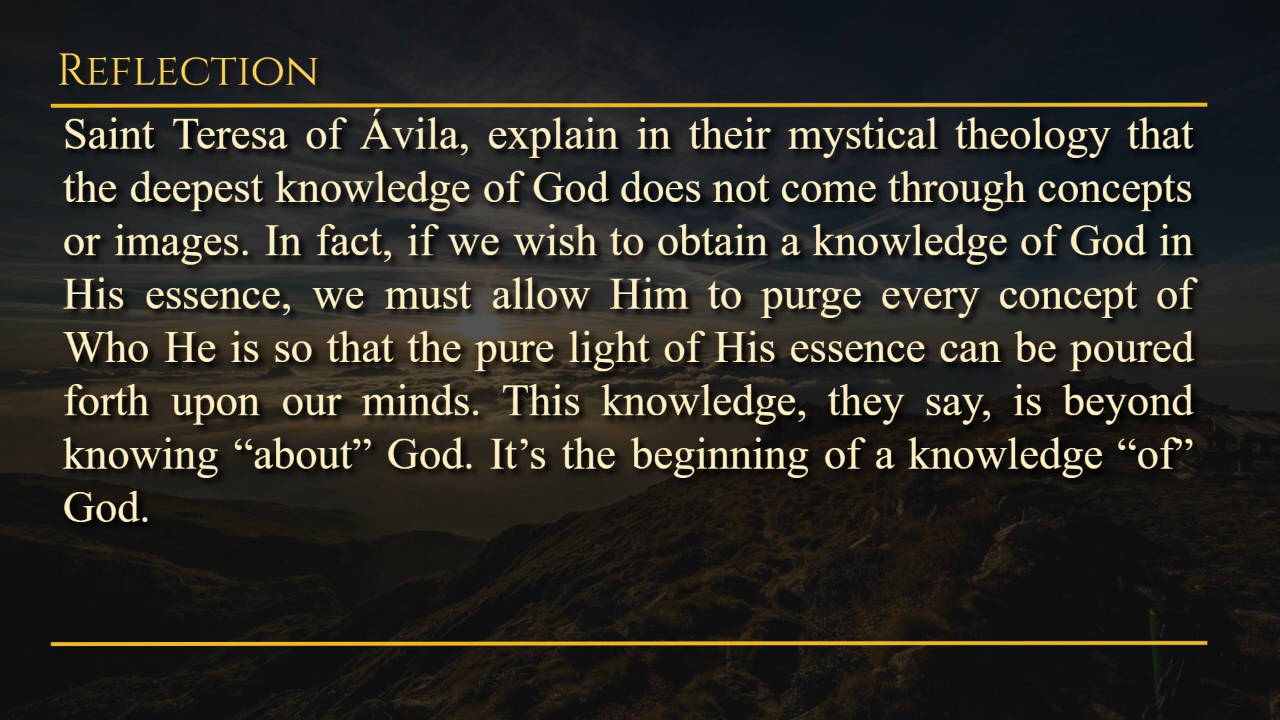 Reflection
Saint Teresa of Ávila, explain in their mystical theology that
the deepest knowledge of God does not come through concepts
or images. In fact, if we wish to obtain a knowledge of God in
His essence, we must allow Him to purge every concept of
Who He is so that the pure light of His essence can be poured
forth upon our minds. This knowledge, they say, is beyond
knowing “about” God. It’s the beginning of a knowledge “of”
God.